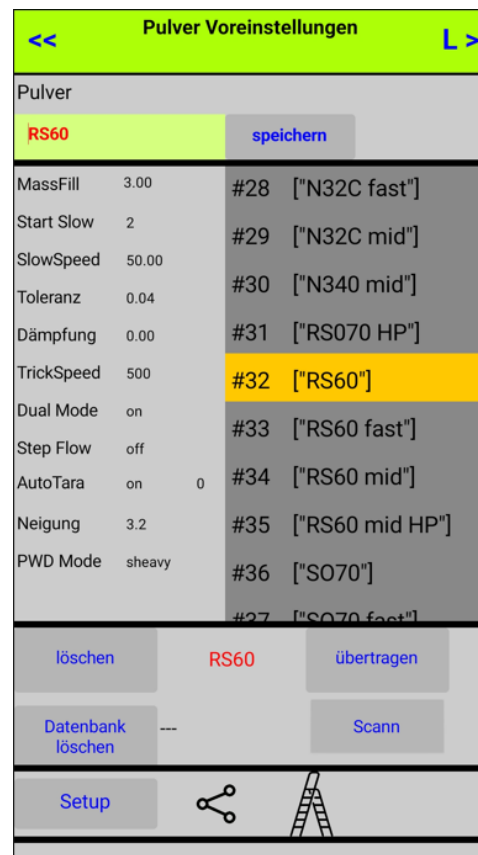 << Pulver Voreinstellungen L >
Pulver
RS60 speichern
MassFill 3.00
Start Slow 2
SlowSpeed 50.00
Toleranz 0.04
Dämpfung 0.00
TrickSpeed 500
Dual Mode on
Step Flow off
AutoTara on 0
Neigung 3.2
PWD Mode sheavy
#28 ["N32C fast"]
#29 ["N32C mid"]
#30 ["N340 mid"]
#31 ["RS070 HP"]
#32 ["RS60"]
#33 ["RS60 fast"]
#34 ["RS60 mid"]
#35 ["RS60 mid HP"]
#36 ["SO70"]
#37 ["SO70 fast"]
löschen RS60 übertragen
Datenbank
löschen --- Scann
Setup